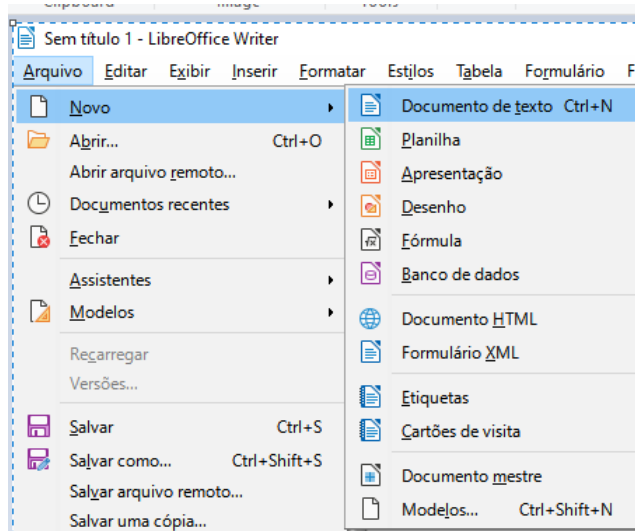 Clipboard Image Tools
Sem título 1 - LibreOffice Writer
Arquivo Editar Exibir Inserir Formatar Estilos Tabela Formulário F
Novo
Abrir... Ctrl+O
Abrir arquivo remoto...
Documentos recentes
Fechar
Assistentes
Modelos
Recarregar
Versões...
Salvar Ctrl+S
Salvar como... Ctrl+Shift+S
Salvar arquivo remoto...
Salvar uma cópia...
Documento de texto Ctrl+N
Planilha
Apresentação
Desenho
Fórmula
Banco de dados
Documento HTML
Formulário XML
Etiquetas
Cartões de visita
Documento mestre
Modelos... Ctrl+Shift+N